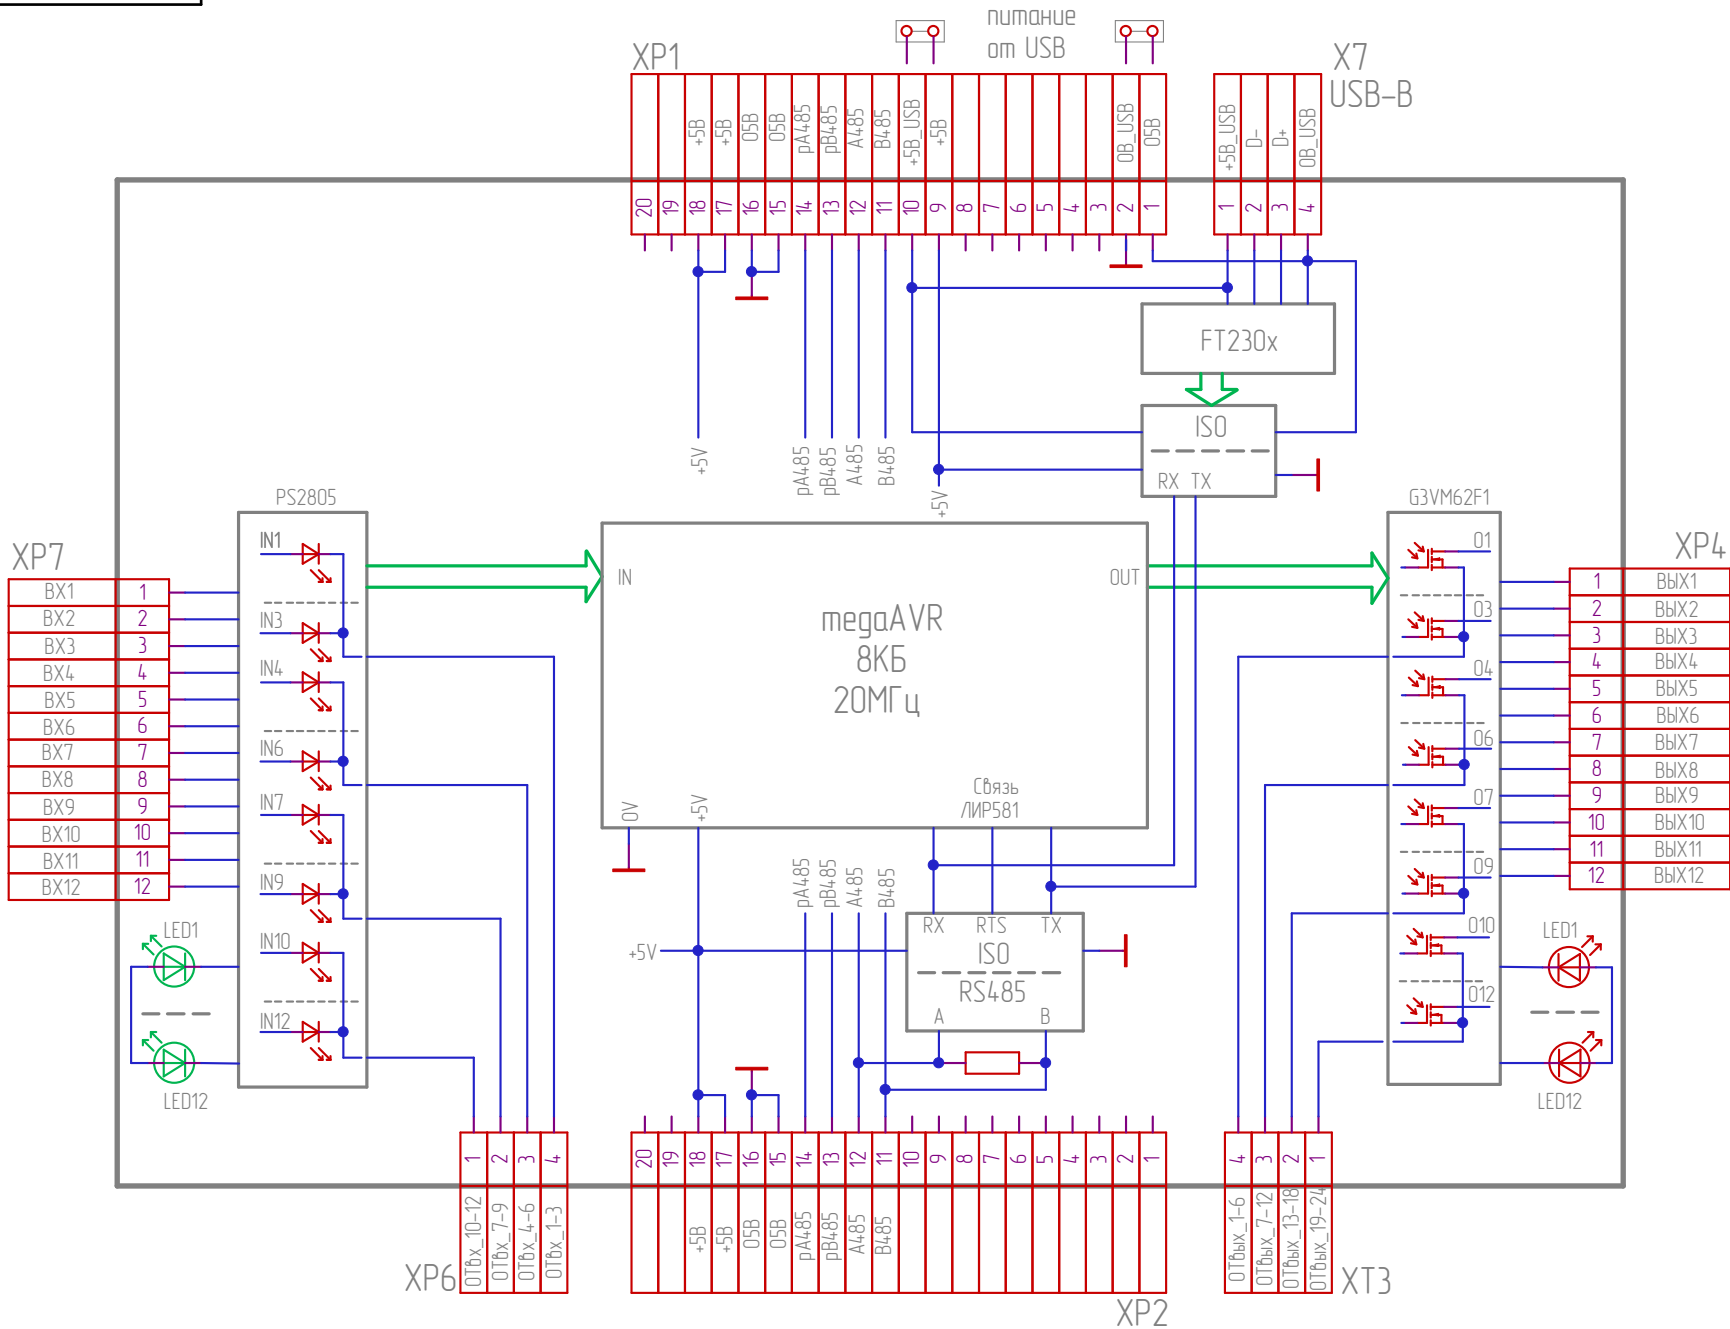 питание
от USB
XP1
X7
USB-B
+5В
+5В
05В
05В
pA485
pB485
A485
B485
+5В_USB
+5В
0В_USB
05В
+5В_USB
D-
D+
0В_USB
20
19
18
17
16
15
14
13
12
11
10
9
8
7
6
5
4
3
2
1
1
2
3
4
FT230x
ISO
RX TX
+5V
pA485
pB485
A485
B485
+5V
PS2805
G3VM62F1
XP7
ВХ1 1
ВХ2 2
ВХ3 3
ВХ4 4
ВХ5 5
ВХ6 6
ВХ7 7
ВХ8 8
ВХ9 9
ВХ10 10
ВХ11 11
ВХ12 12
IN1
IN3
IN4
IN6
IN7
IN9
IN10
IN12
LED1
LED12
IN
OUT
megaAVR
8КБ
20МГц
Связь
ЛИР581
0V
+5V
O1
O3
O4
O6
O7
O9
O10
O12
XP4
1 ВЫХ1
2 ВЫХ2
3 ВЫХ3
4 ВЫХ4
5 ВЫХ5
6 ВЫХ6
7 ВЫХ7
8 ВЫХ8
9 ВЫХ9
10 ВЫХ10
11 ВЫХ11
12 ВЫХ12
LED1
LED12
pA485
pB485
A485
B485
+5V
RX RTS TX
ISO
RS485
A B
1
2
3
4
ОТвх_10-12
ОТвх_7-9
ОТвх_4-6
ОТвх_1-3
XP6
20
19
18
17
16
15
14
13
12
11
10
9
8
7
6
5
4
3
2
1
+5В
+5В
05В
05В
pA485
pB485
A485
B485
XP2
4
3
2
1
ОТвых_1-6
ОТвых_7-12
ОТвых_13-18
ОТвых_19-24
XT3